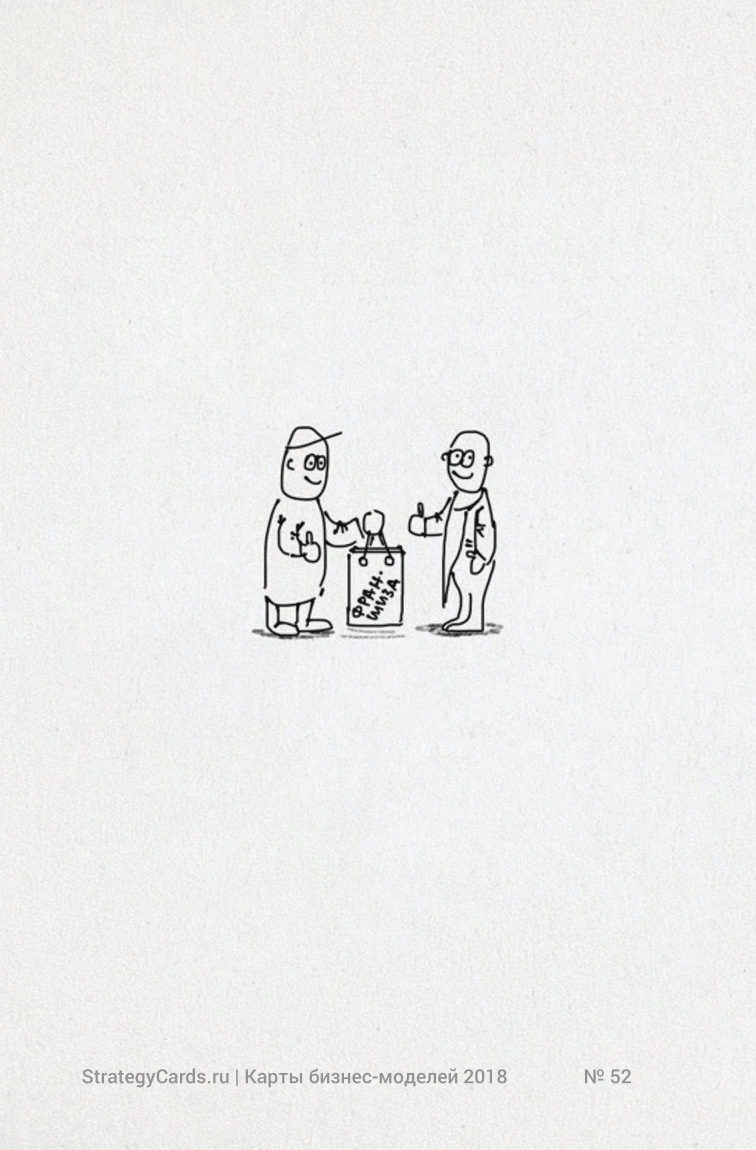 ФРАН-
ШИЗА
StrategyCards.ru | Карты бизнес-моделей 2018 № 52